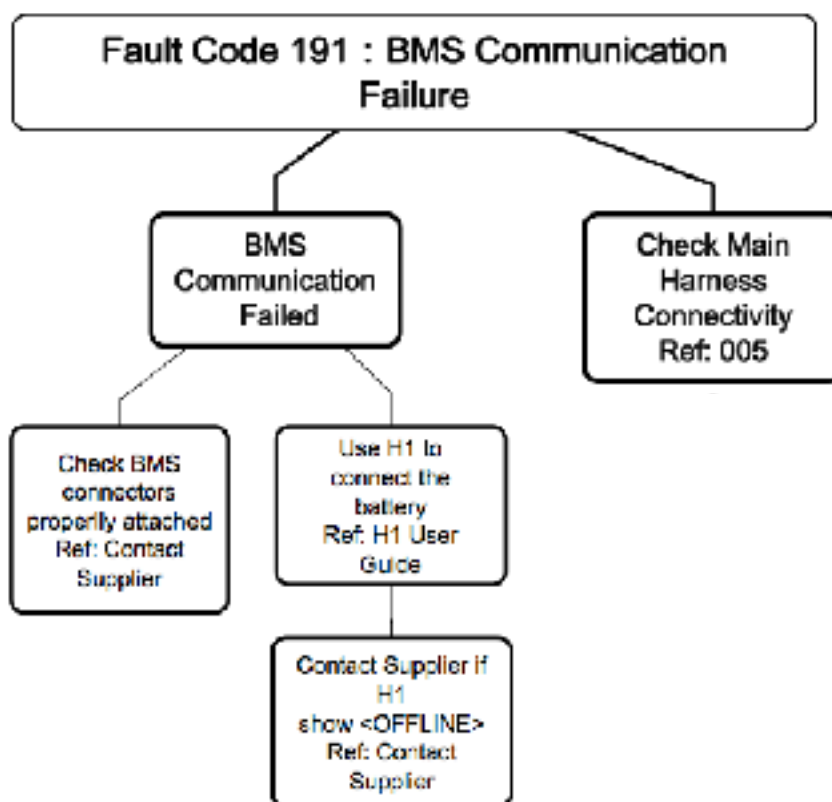 Fault Code 191 : BMS Communication
Failure
BMS
Communication
Failed
Check Main
Harness
Connectivity
Ref: 005
Check BMS
connectors
properlly attached
Ref: Contact
Supplier
Use H1 to
connect the
battery
Ref: H1 User
Guide
Contact Supplier if
H1
show <OFFLINE>
Ref: Contact
Supplier